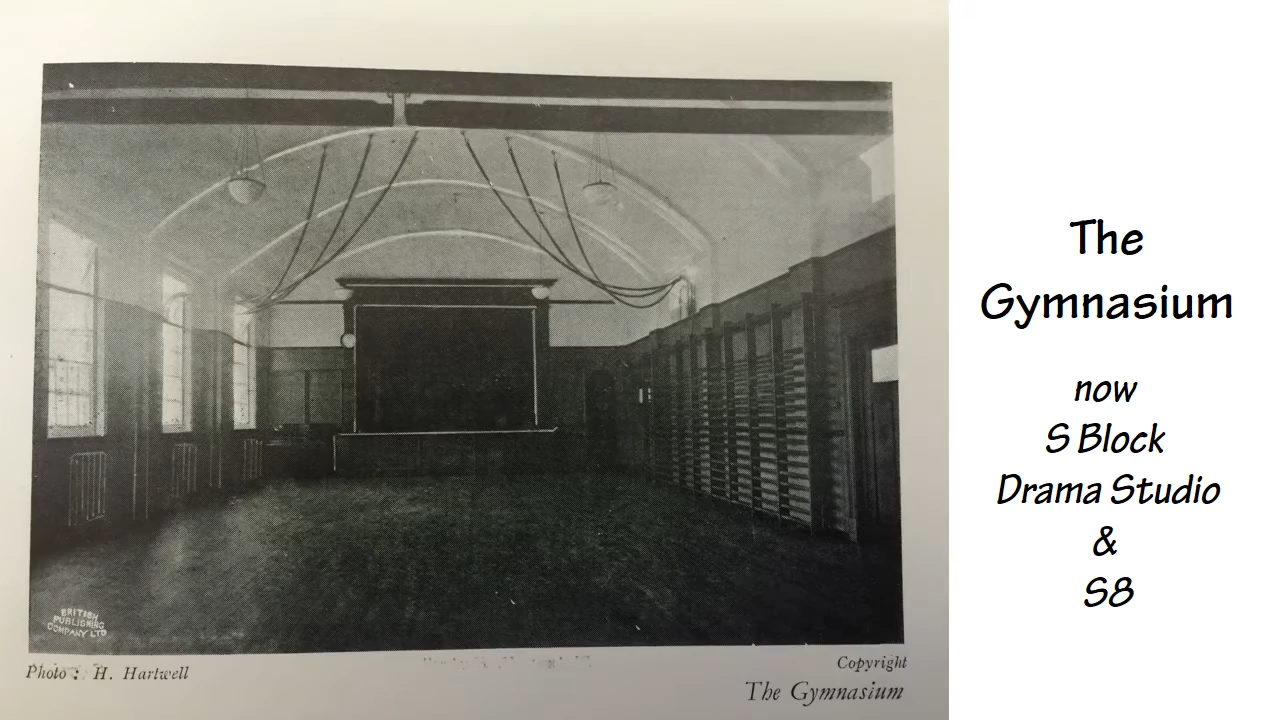 BRITISH
PUBLISHING
COMPANY LTD
Photo : H. Hartwell
Copyright
The Gymnasium
The
Gymnasium
now
S Block
Drama Studio
&
S8